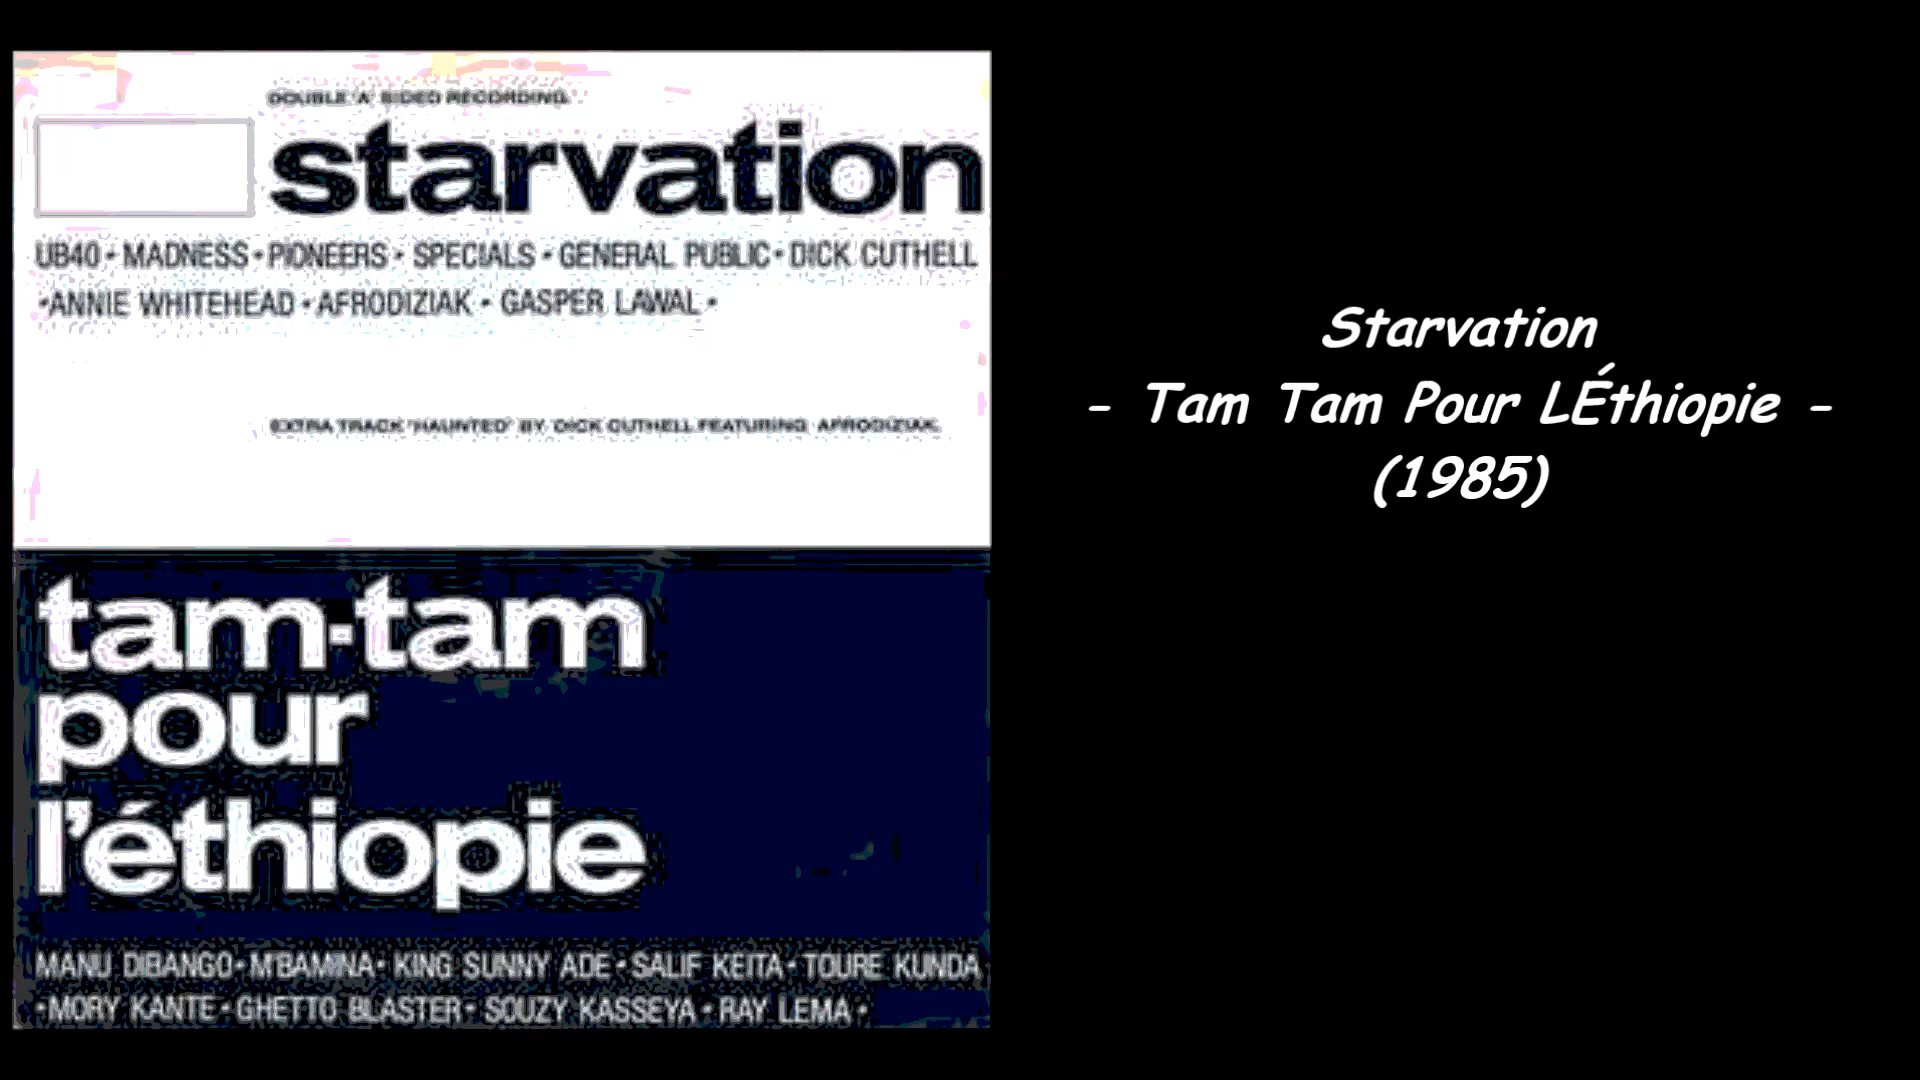 DOUBLE 'A' SIDED RECORDING.
starvation
UB40 • MADNESS • PIONEERS • SPECIALS • GENERAL PUBLIC • DICK CUTHELL
•ANNIE WHITEHEAD • AFRODIZIAK • GASPER LAWAL •
EXTRA TRACK "HAUNTED" BY DICK CUTHELL FEATURING AFRODIZIAK.
tam·tam
pour
l'éthiopie
MANU DIBANGO • M'BAMINA • KING SUNNY ADE • SALIF KEITA • TOURE KUNDA
•MORY KANTE • GHETTO BLASTER • SOUZY KASSEYA • RAY LEMA •
Starvation
- Tam Tam Pour LÉthiopie -
(1985)